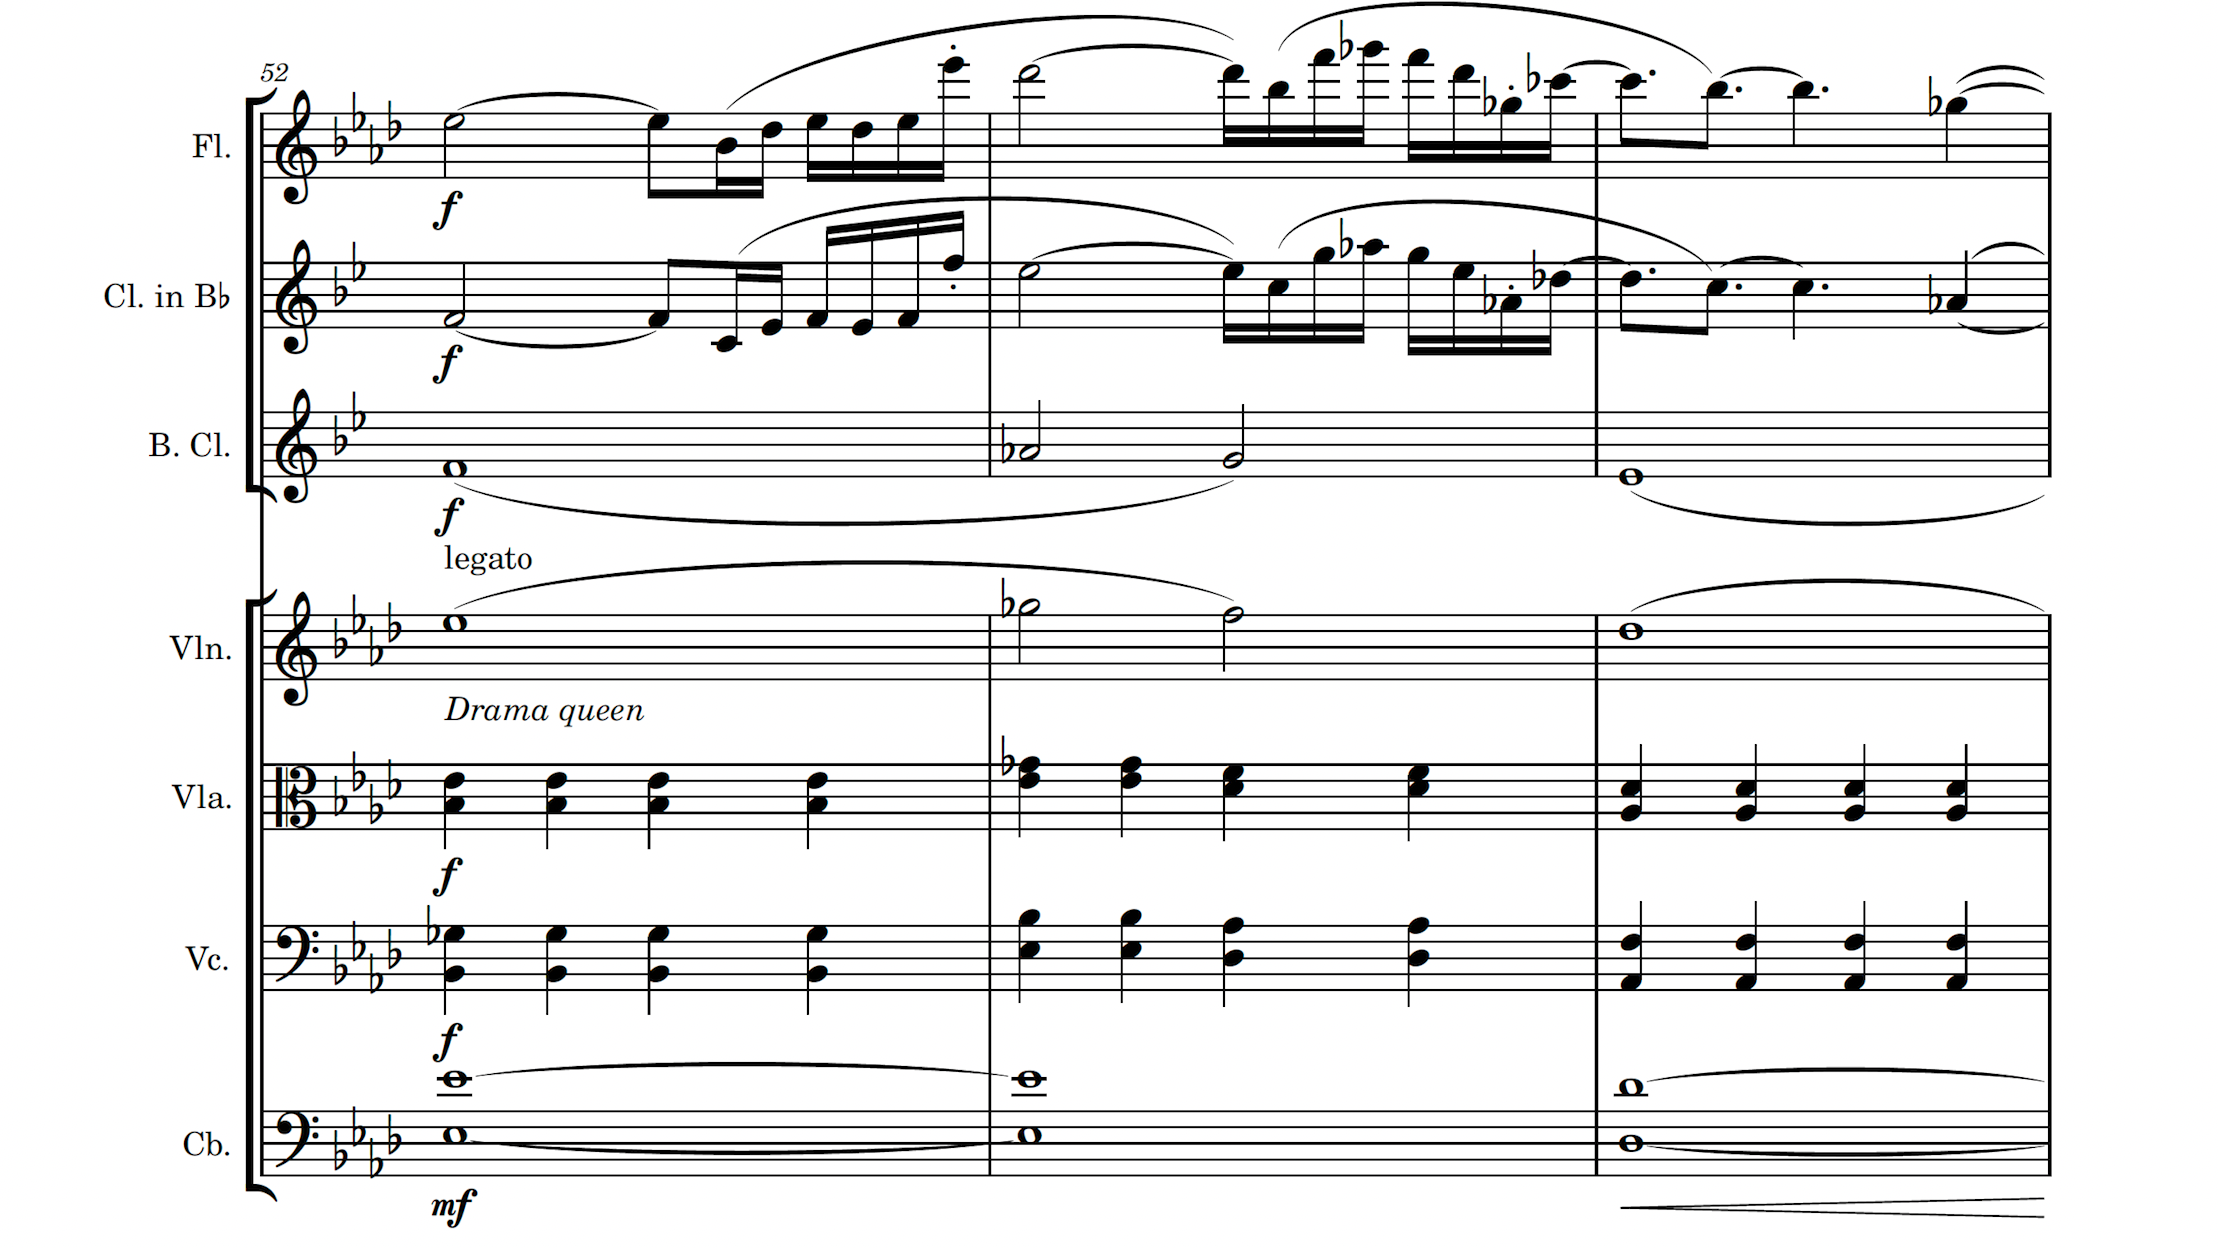 52
Fl.
f
Cl. in B♭
f
B. Cl.
f
legato
Vln.
Drama queen
Vla.
f
Vc.
f
Cb.
mf